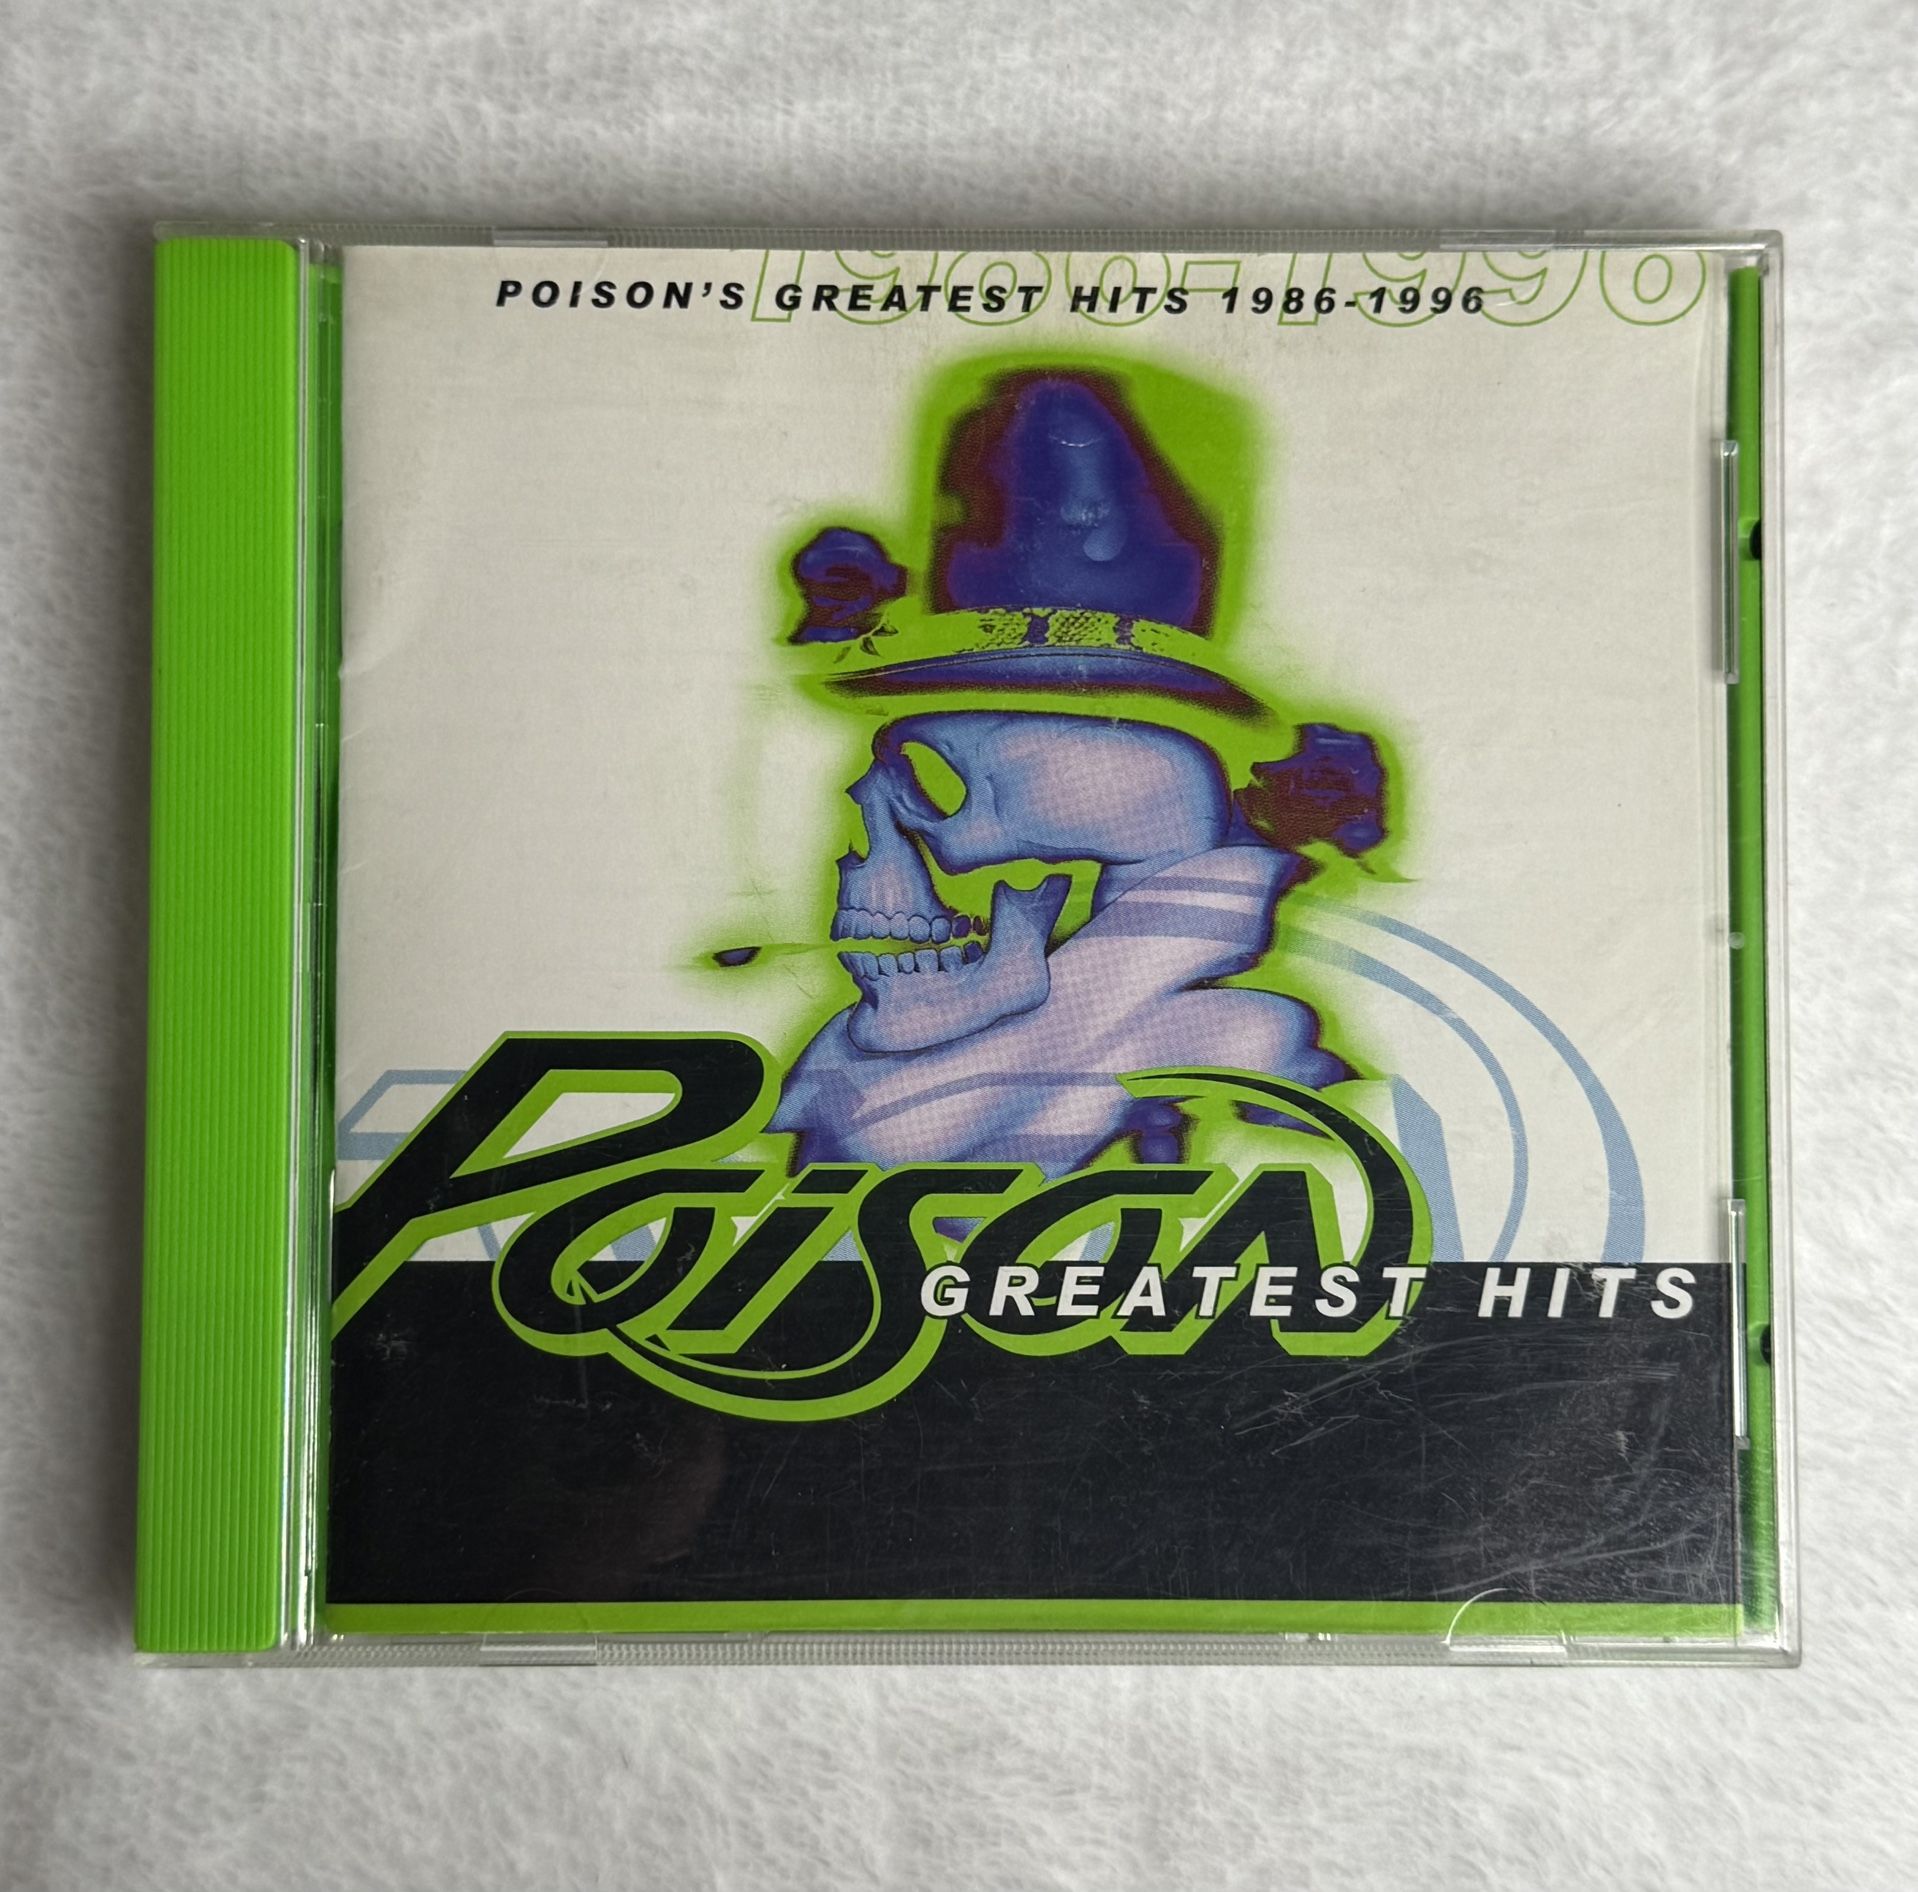 1986-1996
POISON'S GREATEST HITS 1986-1996
POISON
GREATEST HITS